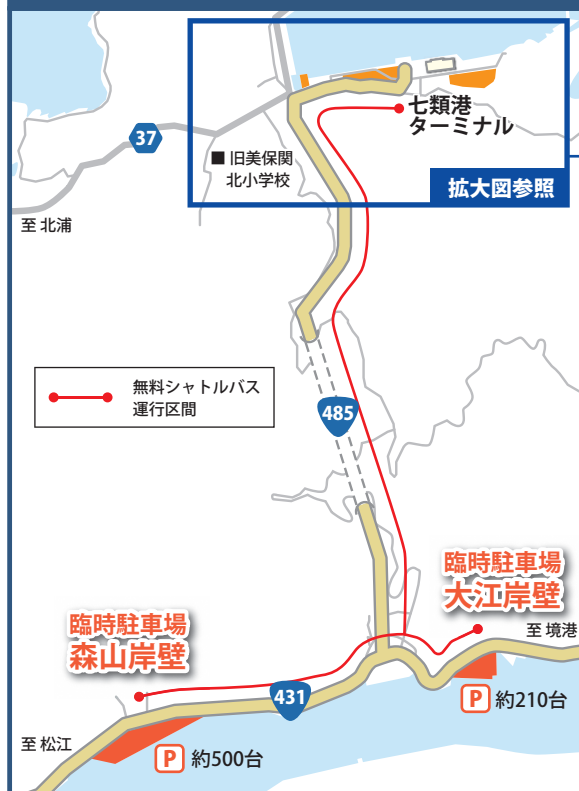 七類港
ターミナル
37
■ 旧美保関
北小学校
拡大図参照
至 北浦
無料シャトルバス
運行区間
485
臨時駐車場
大江岸壁
至 境港
臨時駐車場
森山岸壁
P 約210台
431
至 松江
P 約500台